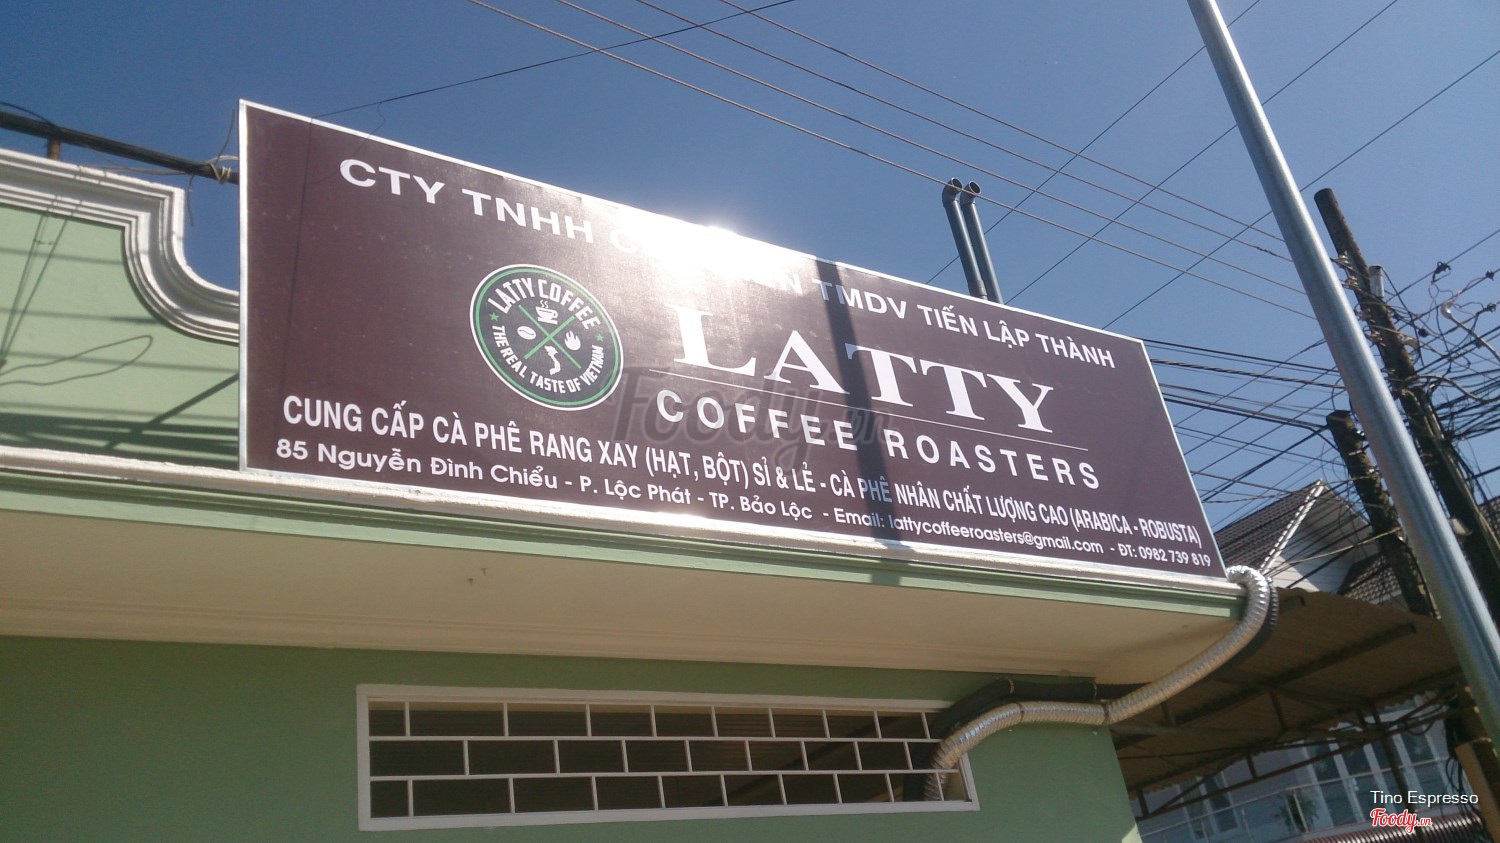 CTY TNHH TMDV TIẾN LẬP THÀNH
LATTY COFFEE
THE REAL TASTE OF VIETNAM
LATTY
COFFEE ROASTERS
CUNG CẤP CÀ PHÊ RANG XAY (HẠT, BỘT) SỈ & LẺ - CÀ PHÊ NHÂN CHẤT LƯỢNG CAO (ARABICA - ROBUSTA)
85 Nguyễn Đình Chiểu - P. Lộc Phát - TP. Bảo Lộc - Email: lattycoffeeroasters@gmail.com - ĐT: 0982 739 819
Foody.vn
Tino Espresso
Foody.vn